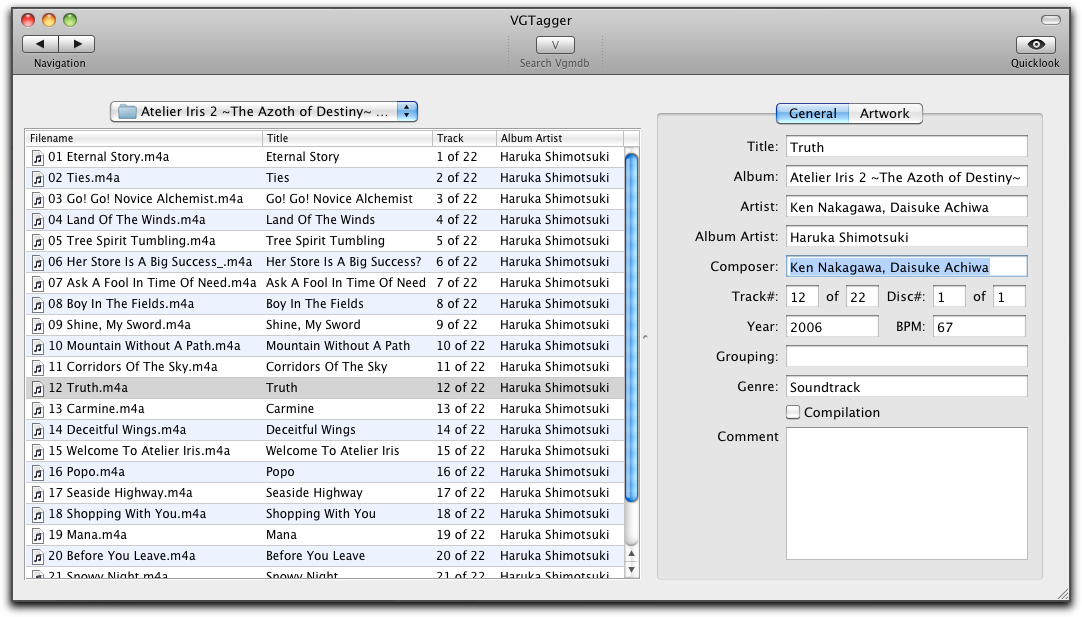 VGTagger
Navigation
V
Search Vgmdb
Quicklook
Atelier Iris 2 ~The Azoth of Destiny~ ...
Filename Title Track Album Artist
01 Eternal Story.m4a Eternal Story 1 of 22 Haruka Shimotsuki
02 Ties.m4a Ties 2 of 22 Haruka Shimotsuki
03 Go! Go! Novice Alchemist.m4a Go! Go! Novice Alchemist 3 of 22 Haruka Shimotsuki
04 Land Of The Winds.m4a Land Of The Winds 4 of 22 Haruka Shimotsuki
05 Tree Spirit Tumbling.m4a Tree Spirit Tumbling 5 of 22 Haruka Shimotsuki
06 Her Store Is A Big Success_.m4a Her Store Is A Big Success? 6 of 22 Haruka Shimotsuki
07 Ask A Fool In Time Of Need.m4a Ask A Fool In Time Of Need 7 of 22 Haruka Shimotsuki
08 Boy In The Fields.m4a Boy In The Fields 8 of 22 Haruka Shimotsuki
09 Shine, My Sword.m4a Shine, My Sword 9 of 22 Haruka Shimotsuki
10 Mountain Without A Path.m4a Mountain Without A Path 10 of 22 Haruka Shimotsuki
11 Corridors Of The Sky.m4a Corridors Of The Sky 11 of 22 Haruka Shimotsuki
12 Truth.m4a Truth 12 of 22 Haruka Shimotsuki
13 Carmine.m4a Carmine 13 of 22 Haruka Shimotsuki
14 Deceitful Wings.m4a Deceitful Wings 14 of 22 Haruka Shimotsuki
15 Welcome To Atelier Iris.m4a Welcome To Atelier Iris 15 of 22 Haruka Shimotsuki
16 Popo.m4a Popo 16 of 22 Haruka Shimotsuki
17 Seaside Highway.m4a Seaside Highway 17 of 22 Haruka Shimotsuki
18 Shopping With You.m4a Shopping With You 18 of 22 Haruka Shimotsuki
19 Mana.m4a Mana 19 of 22 Haruka Shimotsuki
20 Before You Leave.m4a Before You Leave 20 of 22 Haruka Shimotsuki
21 Snowy Night.m4a Snowy Night 21 of 22 Haruka Shimotsuki
General Artwork
Title: Truth
Album: Atelier Iris 2 ~The Azoth of Destiny~
Artist: Ken Nakagawa, Daisuke Achiwa
Album Artist: Haruka Shimotsuki
Composer: Ken Nakagawa, Daisuke Achiwa
Track#: 12 of 22 Disc#: 1 of 1
Year: 2006 BPM: 67
Grouping:
Genre: Soundtrack
Compilation
Comment